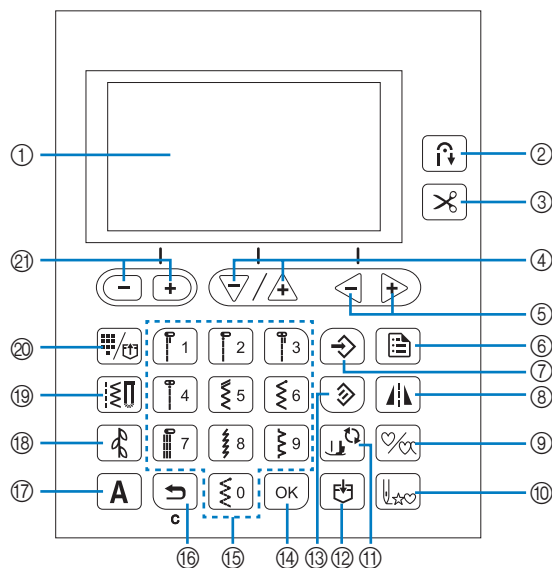 ①
②
③
㉑ − + − / + − + ④
⑤
⑳ 1 2 3 ⑥
⑦
⑲ 4 5 6 ⑧
⑱ 7 8 9 ⑨
⑰ A 0 OK ⑩
C
⑯ ⑮ ⑭ ⑬ ⑫ ⑪